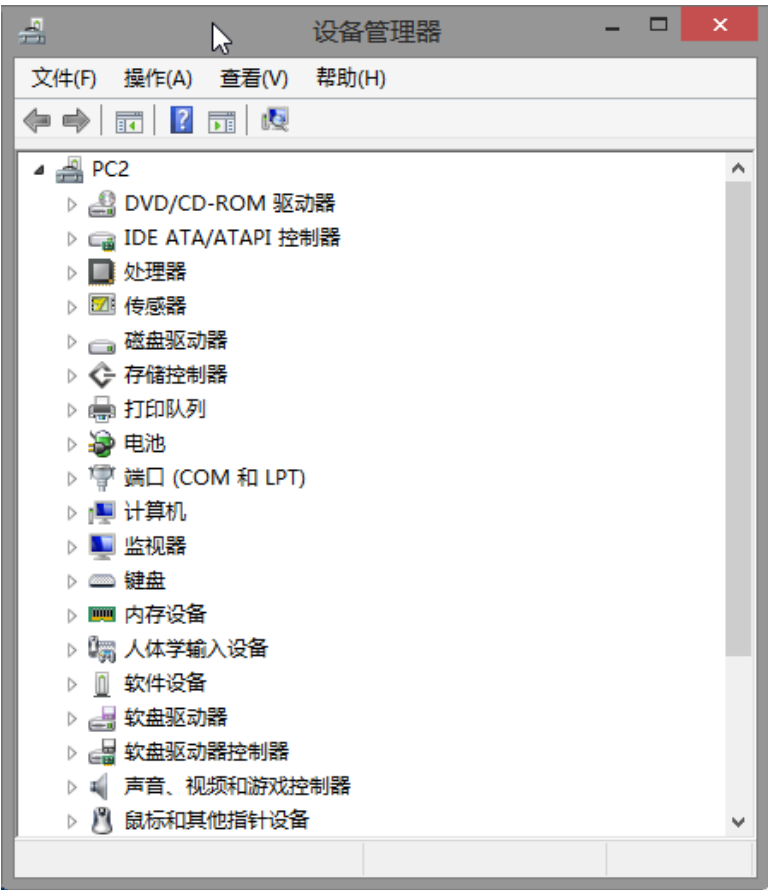 设备管理器
文件(F) 操作(A) 查看(V) 帮助(H)
PC2
DVD/CD-ROM 驱动器
IDE ATA/ATAPI 控制器
处理器
传感器
磁盘驱动器
存储控制器
打印队列
电池
端口 (COM 和 LPT)
计算机
监视器
键盘
内存设备
人体学输入设备
软件设备
软盘驱动器
软盘驱动器控制器
声音、视频和游戏控制器
鼠标和其他指针设备